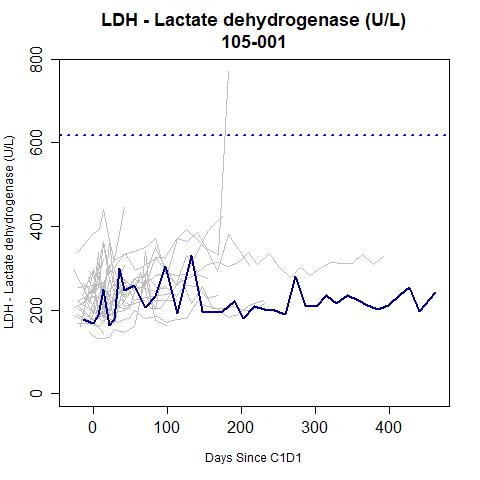 LDH - Lactate dehydrogenase (U/L)
105-001
LDH - Lactate dehydrogenase (U/L)
800
600
400
200
0
0 100 200 300 400
Days Since C1D1